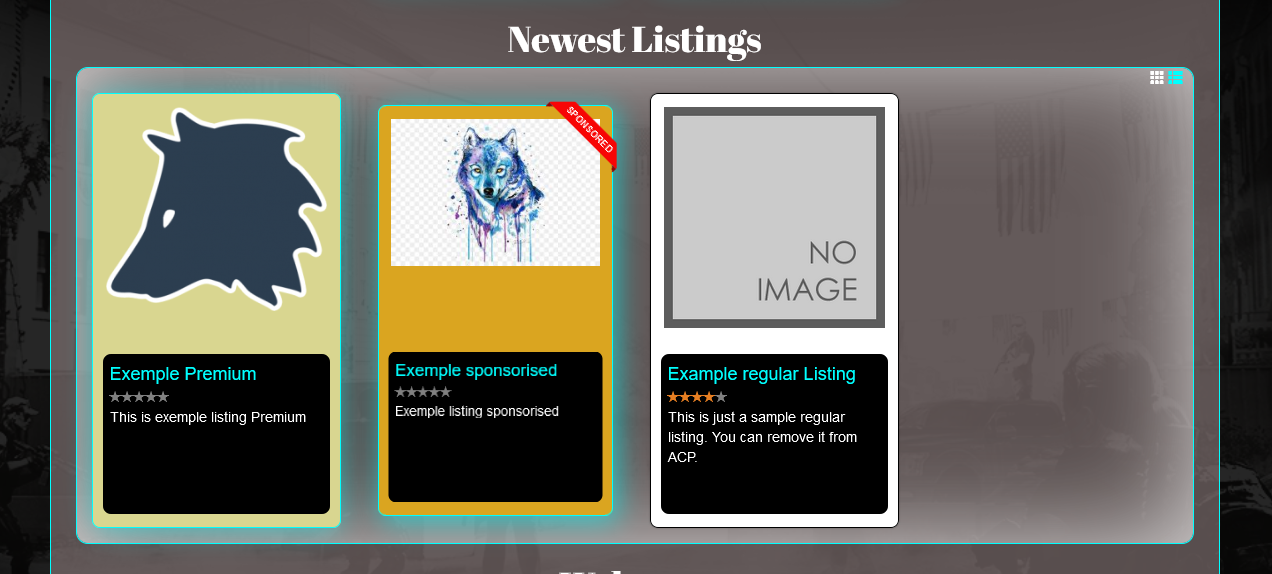 Newest Listings
SPONSORED
NO
IMAGE
Exemple Premium
This is exemple listing Premium
Exemple sponsorised
Exemple listing sponsorised
Example regular Listing
This is just a sample regular
listing. You can remove it from
ACP.